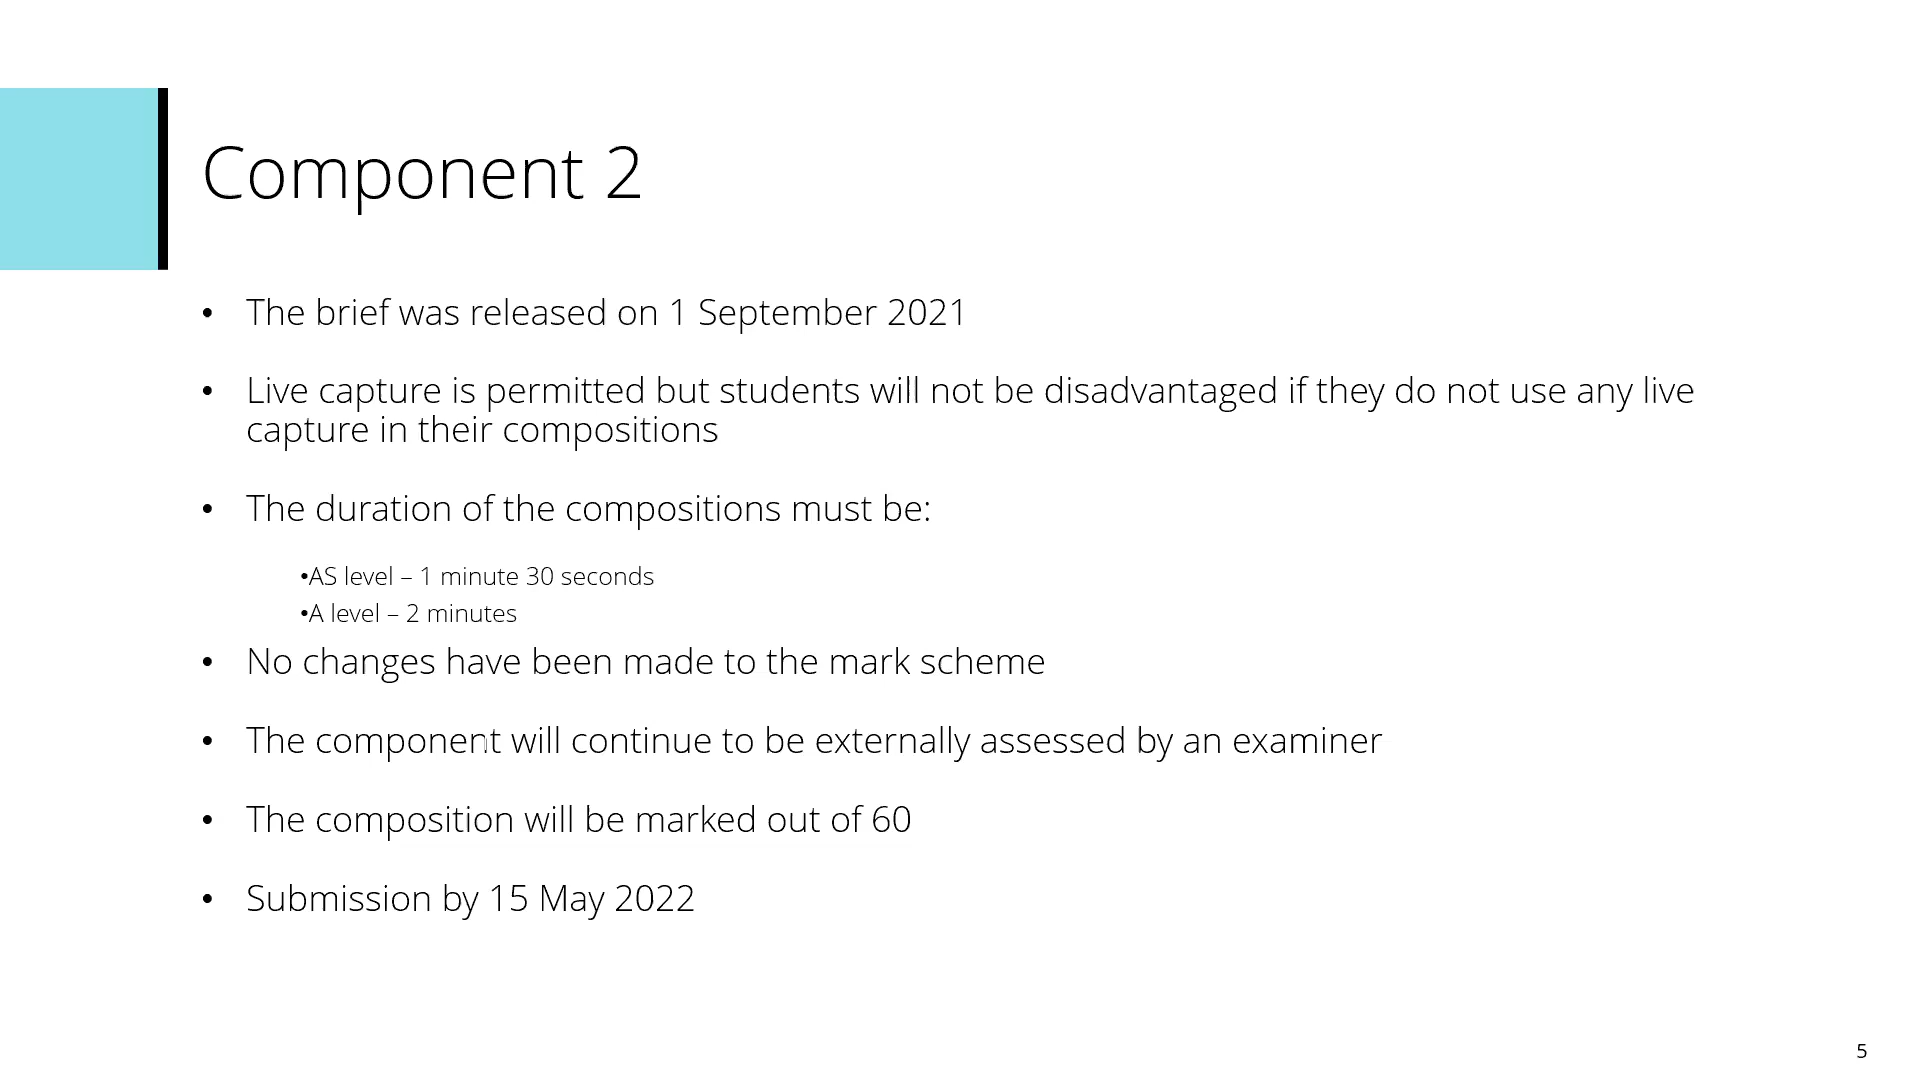 Component 2
• The brief was released on 1 September 2021
• Live capture is permitted but students will not be disadvantaged if they do not use any live
capture in their compositions
• The duration of the compositions must be:
•AS level – 1 minute 30 seconds
•A level – 2 minutes
• No changes have been made to the mark scheme
• The component will continue to be externally assessed by an examiner
• The composition will be marked out of 60
• Submission by 15 May 2022
5